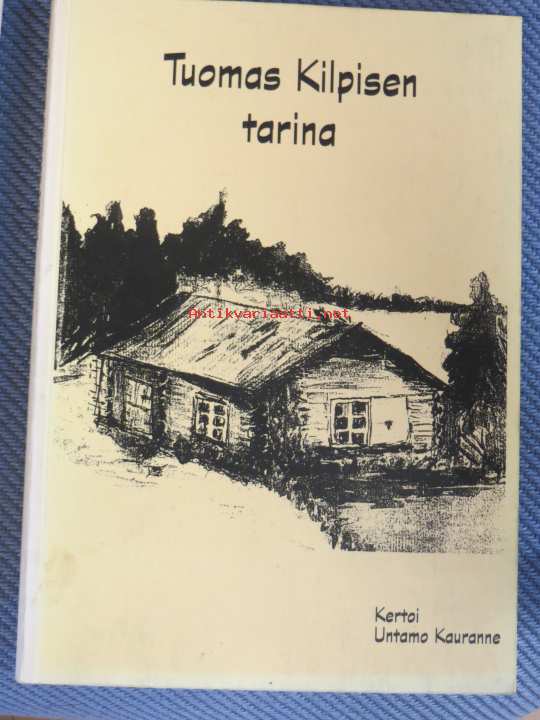 Tuomas Kilpisen
tarina
Antikvariaatti.net
Kertoi
Untamo Kauranne